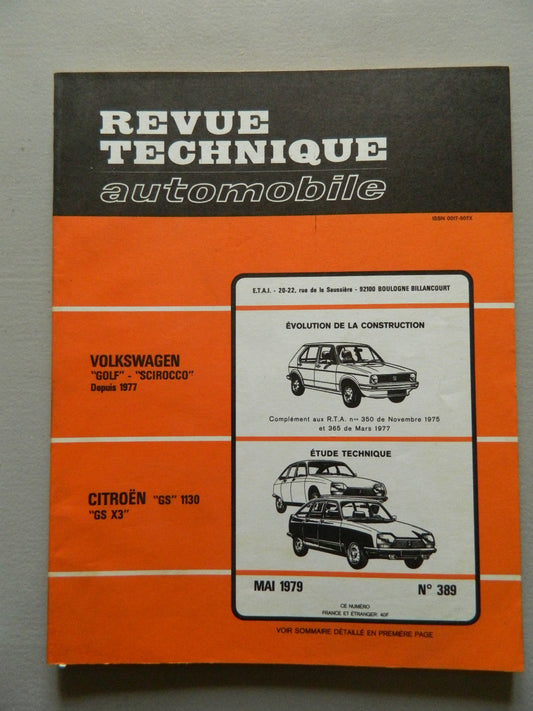 REVUE
TECHNIQUE
automobile
ISSN 0017-307X
E.T.A.I. - 20-22, rue de la Saussière - 92100 BOULOGNE BILLANCOURT
ÉVOLUTION DE LA CONSTRUCTION
VOLKSWAGEN
"GOLF" - "SCIROCCO"
Depuis 1977
Complément aux R.T.A. nos 350 de Novembre 1975
et 365 de Mars 1977
ÉTUDE TECHNIQUE
CITROËN "GS" 1130
"GS X3"
MAI 1979 N° 389
CE NUMÉRO
FRANCE ET ÉTRANGER: 40F
VOIR SOMMAIRE DÉTAILLÉ EN PREMIÈRE PAGE